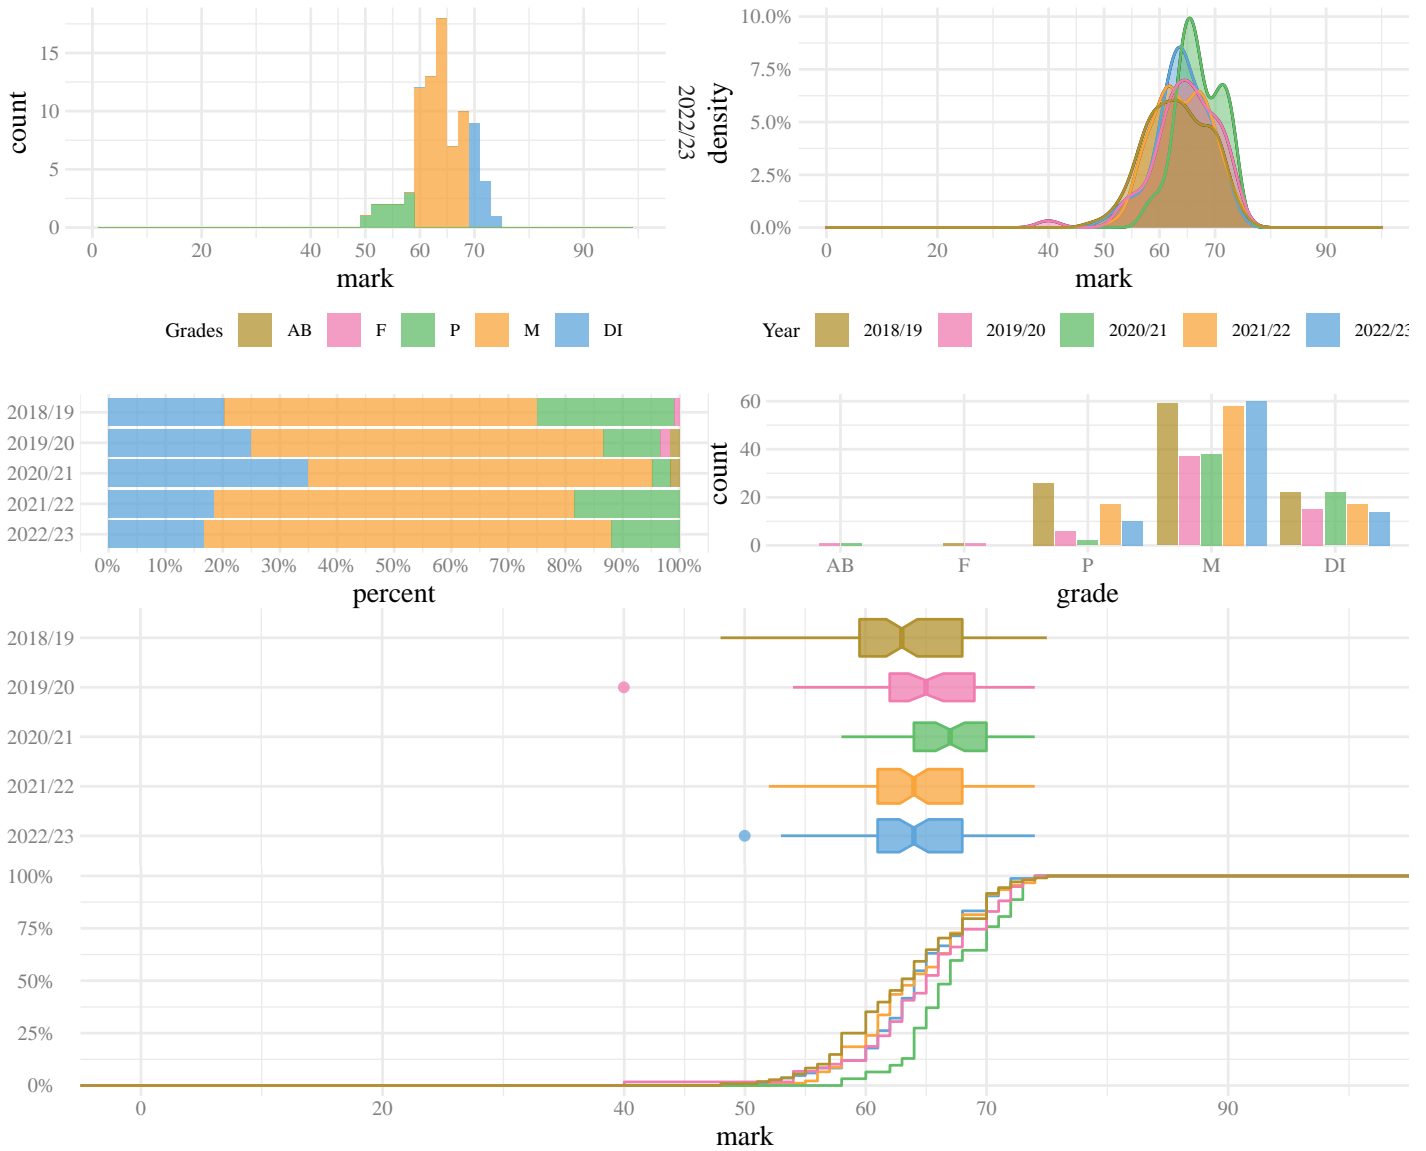 15
10
5
0
count
0 20 40 50 60 70 90
mark
2022/23
10.0%
7.5%
5.0%
2.5%
0.0%
density
0 20 40 50 60 70 90
mark
Grades AB F P M DI
Year 2018/19 2019/20 2020/21 2021/22 2022/23
2018/19
2019/20
2020/21
2021/22
2022/23
0% 10% 20% 30% 40% 50% 60% 70% 80% 90% 100%
percent
60
40
20
0
count
AB F P M DI
grade
2018/19
2019/20
2020/21
2021/22
2022/23
100%
75%
50%
25%
0%
0 20 40 50 60 70 90
mark